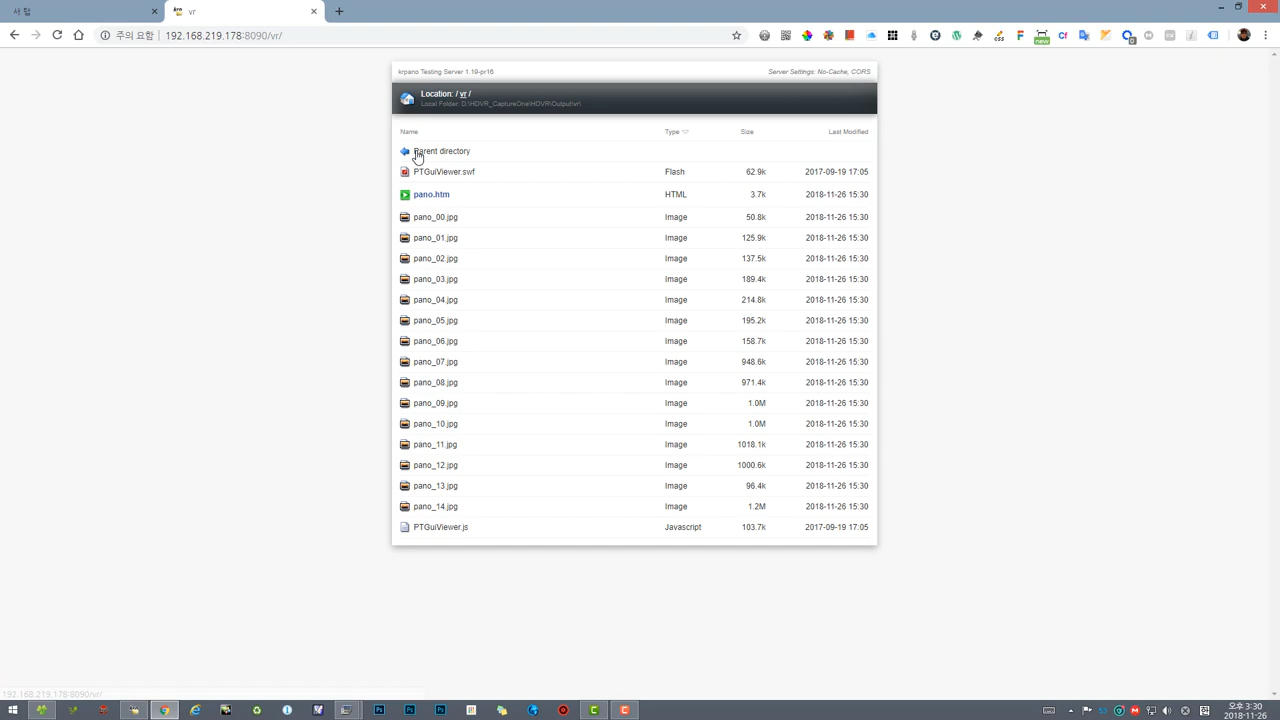 새 탭
vr
주의 요함
192.168.219.178:8090/vr/
new
krpano Testing Server 1.19-pr16
Server Settings: No-Cache, CORS
Location: / vr /
Local Folder: D:\HDVR_CaptureOne\HDVR\Output\vr\
Name Type Size Last Modified
Parent directory
PTGuiViewer.swf Flash 62.9k 2017-09-19 17:05
pano.htm HTML 3.7k 2018-11-26 15:30
pano_00.jpg Image 50.8k 2018-11-26 15:30
pano_01.jpg Image 125.9k 2018-11-26 15:30
pano_02.jpg Image 137.5k 2018-11-26 15:30
pano_03.jpg Image 189.4k 2018-11-26 15:30
pano_04.jpg Image 214.8k 2018-11-26 15:30
pano_05.jpg Image 195.2k 2018-11-26 15:30
pano_06.jpg Image 158.7k 2018-11-26 15:30
pano_07.jpg Image 948.6k 2018-11-26 15:30
pano_08.jpg Image 971.4k 2018-11-26 15:30
pano_09.jpg Image 1.0M 2018-11-26 15:30
pano_10.jpg Image 1.0M 2018-11-26 15:30
pano_11.jpg Image 1018.1k 2018-11-26 15:30
pano_12.jpg Image 1000.6k 2018-11-26 15:30
pano_13.jpg Image 96.4k 2018-11-26 15:30
pano_14.jpg Image 1.2M 2018-11-26 15:30
PTGuiViewer.js Javascript 103.7k 2017-09-19 17:05
192.168.219.178:8090/vr/
오후 3:30
2018-11-26